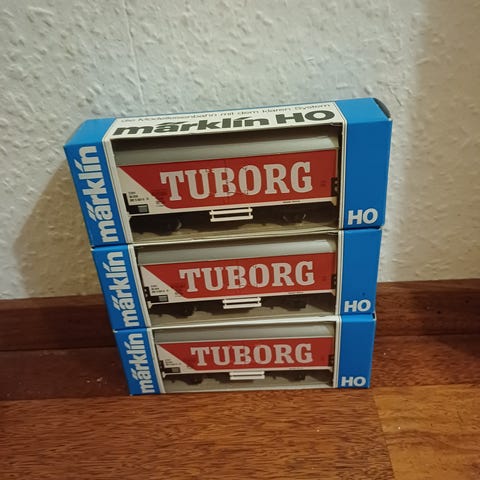 die Modelleisenbahn mit dem klaren System
märklin HO
märklin
TUBORG
HO
märklin
TUBORG
HO
märklin
TUBORG
HO